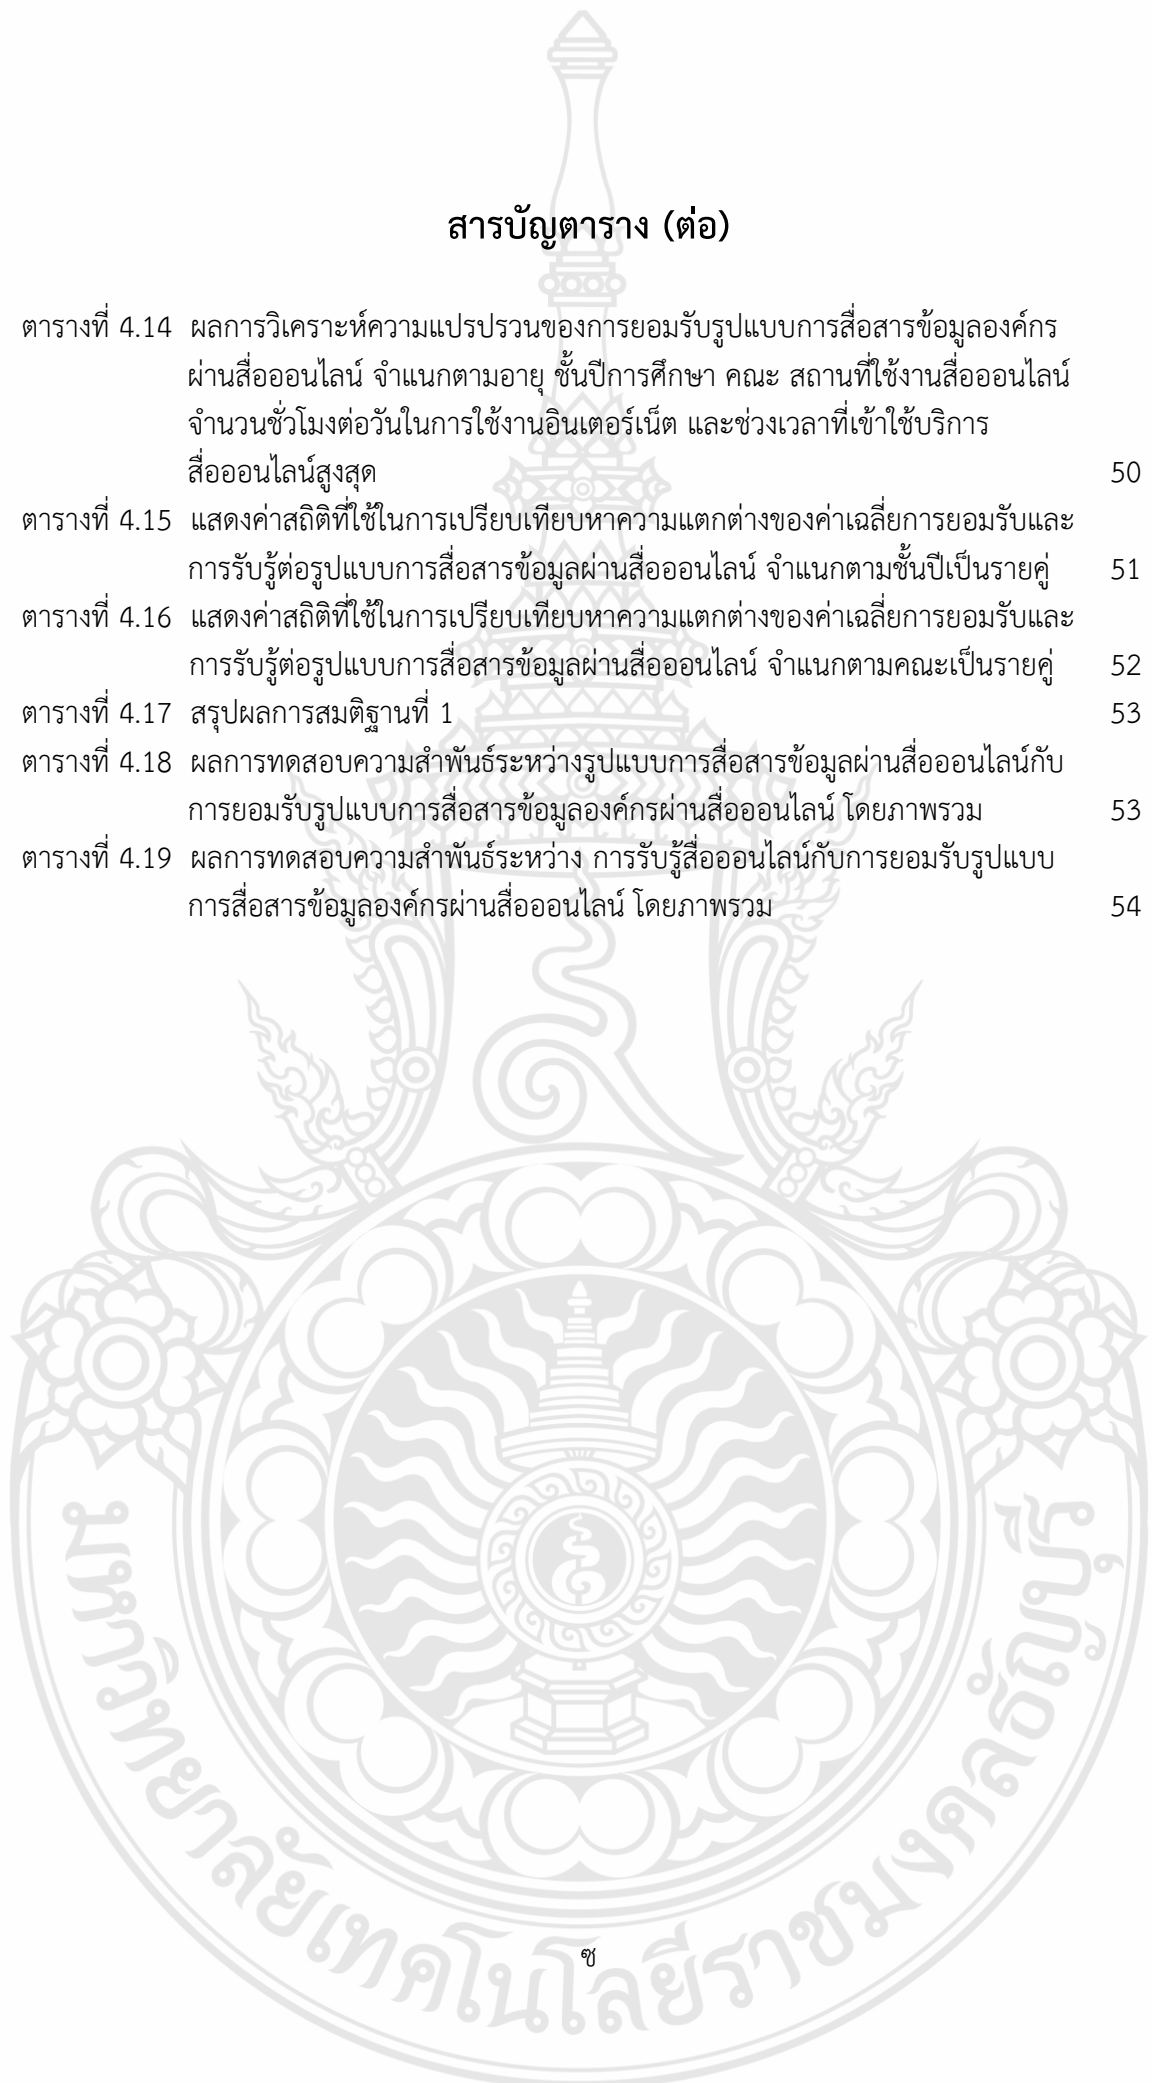 สารบัญตาราง (ต่อ)
ตารางที่ 4.14 ผลการวิเคราะห์ความแปรปรวนของการยอมรับรูปแบบการสื่อสารข้อมูลองค์กร
ผ่านสื่อออนไลน์ จำแนกตามอายุ ชั้นปีการศึกษา คณะ สถานที่ใช้งานสื่อออนไลน์
จำนวนชั่วโมงต่อวันในการใช้งานอินเตอร์เน็ต และช่วงเวลาที่เข้าใช้บริการ
สื่อออนไลน์สูงสุด 50
ตารางที่ 4.15 แสดงค่าสถิติที่ใช้ในการเปรียบเทียบหาความแตกต่างของค่าเฉลี่ยการยอมรับและ
การรับรู้ต่อรูปแบบการสื่อสารข้อมูลผ่านสื่อออนไลน์ จำแนกตามชั้นปีเป็นรายคู่ 51
ตารางที่ 4.16 แสดงค่าสถิติที่ใช้ในการเปรียบเทียบหาความแตกต่างของค่าเฉลี่ยการยอมรับและ
การรับรู้ต่อรูปแบบการสื่อสารข้อมูลผ่านสื่อออนไลน์ จำแนกตามคณะเป็นรายคู่ 52
ตารางที่ 4.17 สรุปผลการสมติฐานที่ 1 53
ตารางที่ 4.18 ผลการทดสอบความสำพันธ์ระหว่างรูปแบบการสื่อสารข้อมูลผ่านสื่อออนไลน์กับ
การยอมรับรูปแบบการสื่อสารข้อมูลองค์กรผ่านสื่อออนไลน์ โดยภาพรวม 53
ตารางที่ 4.19 ผลการทดสอบความสำพันธ์ระหว่าง การรับรู้สื่อออนไลน์กับการยอมรับรูปแบบ
การสื่อสารข้อมูลองค์กรผ่านสื่อออนไลน์ โดยภาพรวม 54
มหาวิทยาลัยเทคโนโลยีราชมงคลธัญบุรี
ซ